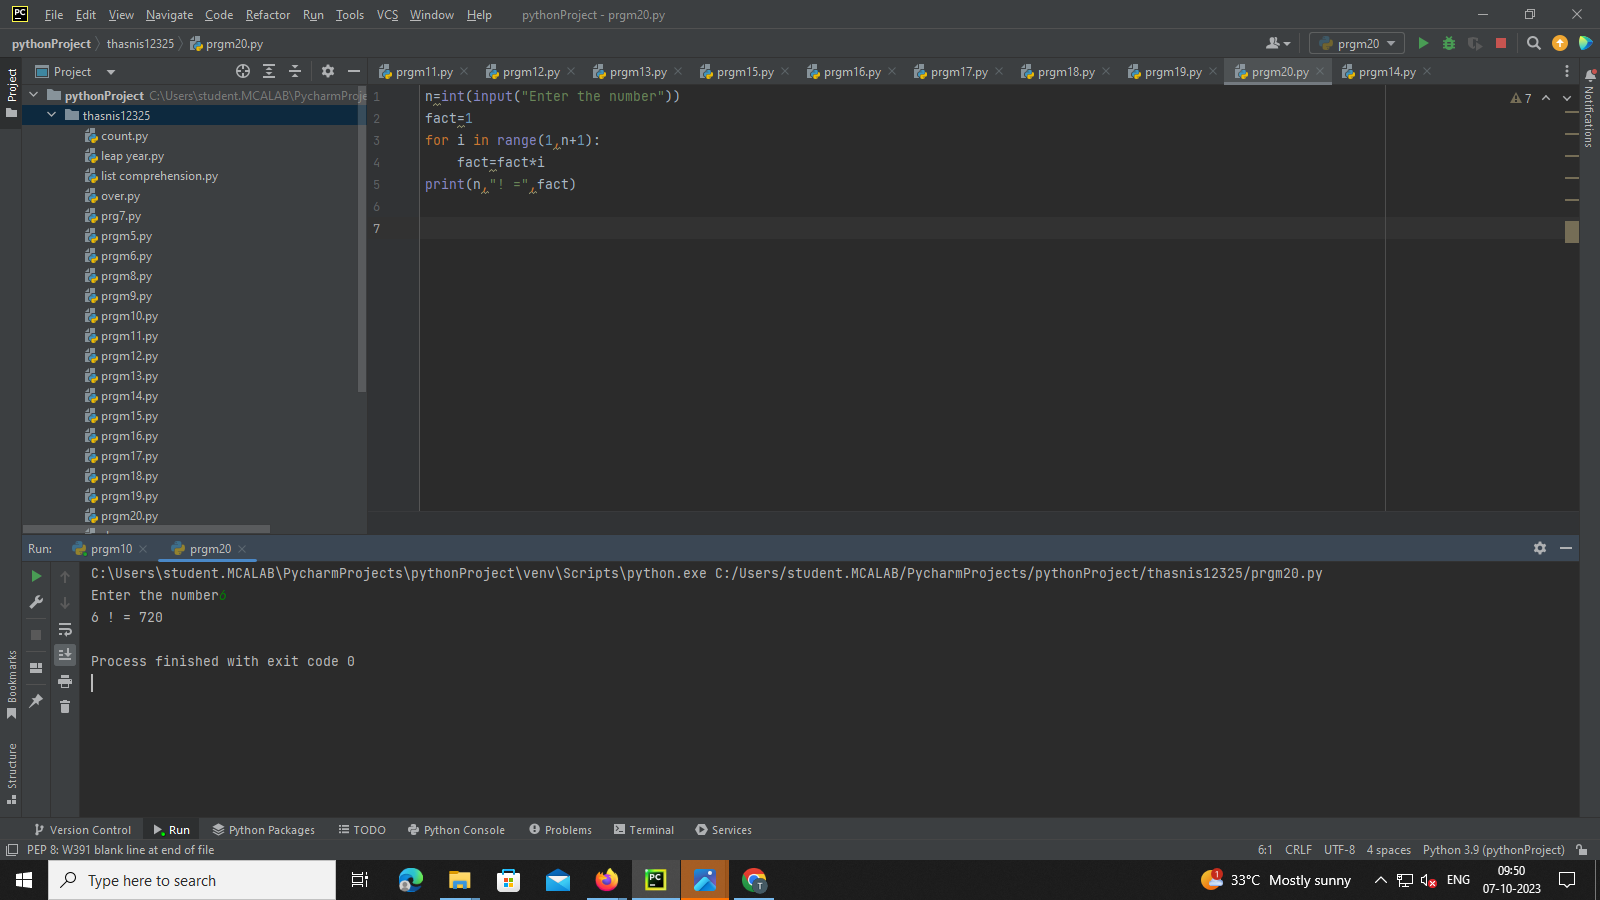 PC File Edit View Navigate Code Refactor Run Tools VCS Window Help pythonProject - prgm20.py
pythonProject thasnis12325 prgm20.py prgm20
Project
Project
prgm11.py prgm12.py prgm13.py prgm15.py prgm16.py prgm17.py prgm18.py prgm19.py prgm20.py prgm14.py
pythonProject C:\Users\student.MCALAB\PycharmProje
thasnis12325
count.py
leap year.py
list comprehension.py
over.py
prg7.py
prgm5.py
prgm6.py
prgm8.py
prgm9.py
prgm10.py
prgm11.py
prgm12.py
prgm13.py
prgm14.py
prgm15.py
prgm16.py
prgm17.py
prgm18.py
prgm19.py
prgm20.py
1 n=int(input("Enter the number"))
2 fact=1
3 for i in range(1,n+1):
4 fact=fact*i
5 print(n,"! =",fact)
6
7
7
Notifications
Run: prgm10 prgm20
C:\Users\student.MCALAB\PycharmProjects\pythonProject\venv\Scripts\python.exe C:/Users/student.MCALAB/PycharmProjects/pythonProject/thasnis12325/prgm20.py
Enter the number6
6 ! = 720
Process finished with exit code 0
Bookmarks
Structure
Version Control Run Python Packages TODO Python Console Problems Terminal Services
PEP 8: W391 blank line at end of file 6:1 CRLF UTF-8 4 spaces Python 3.9 (pythonProject)
Type here to search PC T 1 33°C Mostly sunny ENG 09:50
07-10-2023